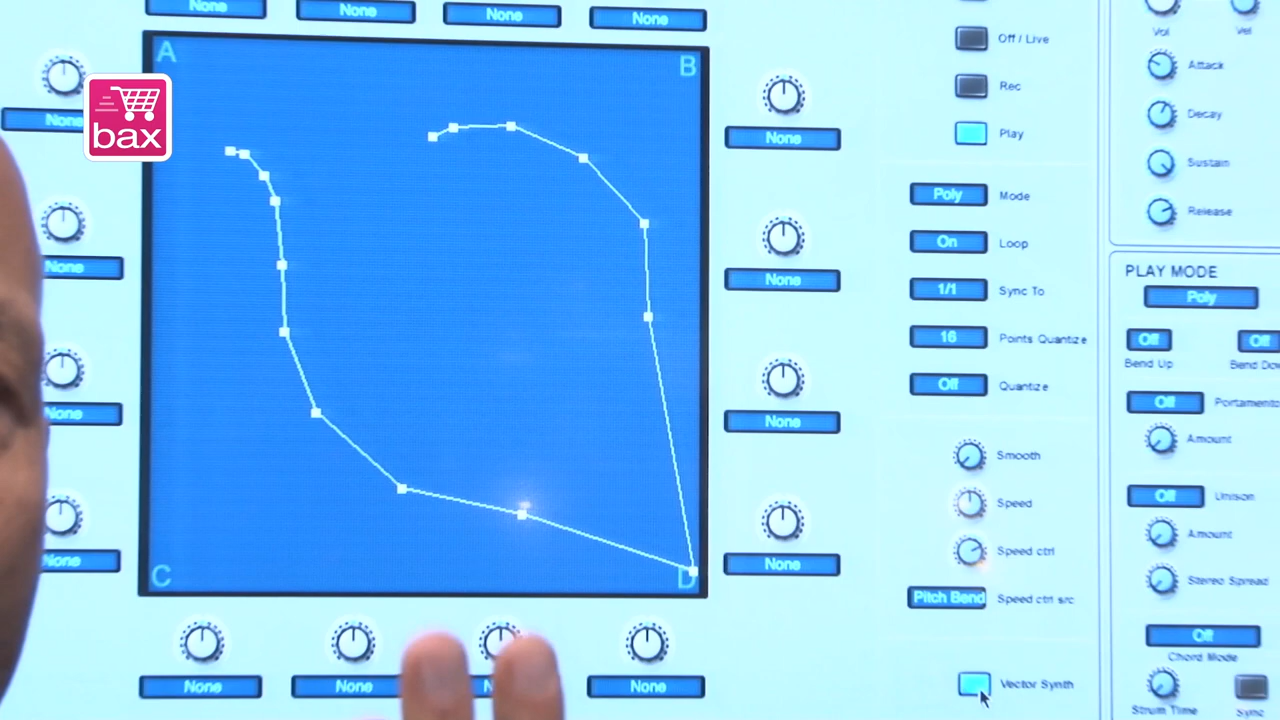 None
None
None
None
A
B
None
bax
None
None
None
None
None
None
None
C
D
None
None
N
None
Off / Live
Rec
Play
Poly Mode
On Loop
1/1 Sync To
16 Points Quantize
Off Quantize
Smooth
Speed
Speed ctrl
Pitch Bend Speed ctrl src
Vector Synth
Vol
Vel
Attack
Decay
Sustain
Release
PLAY MODE
Poly
Off
Off
Bend Up
Bend Do
Off Portamento
Amount
Off Unison
Amount
Stereo Spread
Off
Chord Mode
Strum Time
Sync